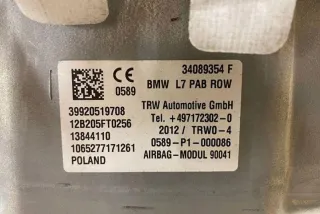 34089354 F
CE
0589
BMW L7 PAB ROW
39920519708
TRW Automotive GmbH
12B205FT0256
Tel. +497172302-0
13844110
2012 / TRW0-4
1065277171261
0589-P1-000086
POLAND
AIRBAG-MODUL 90041